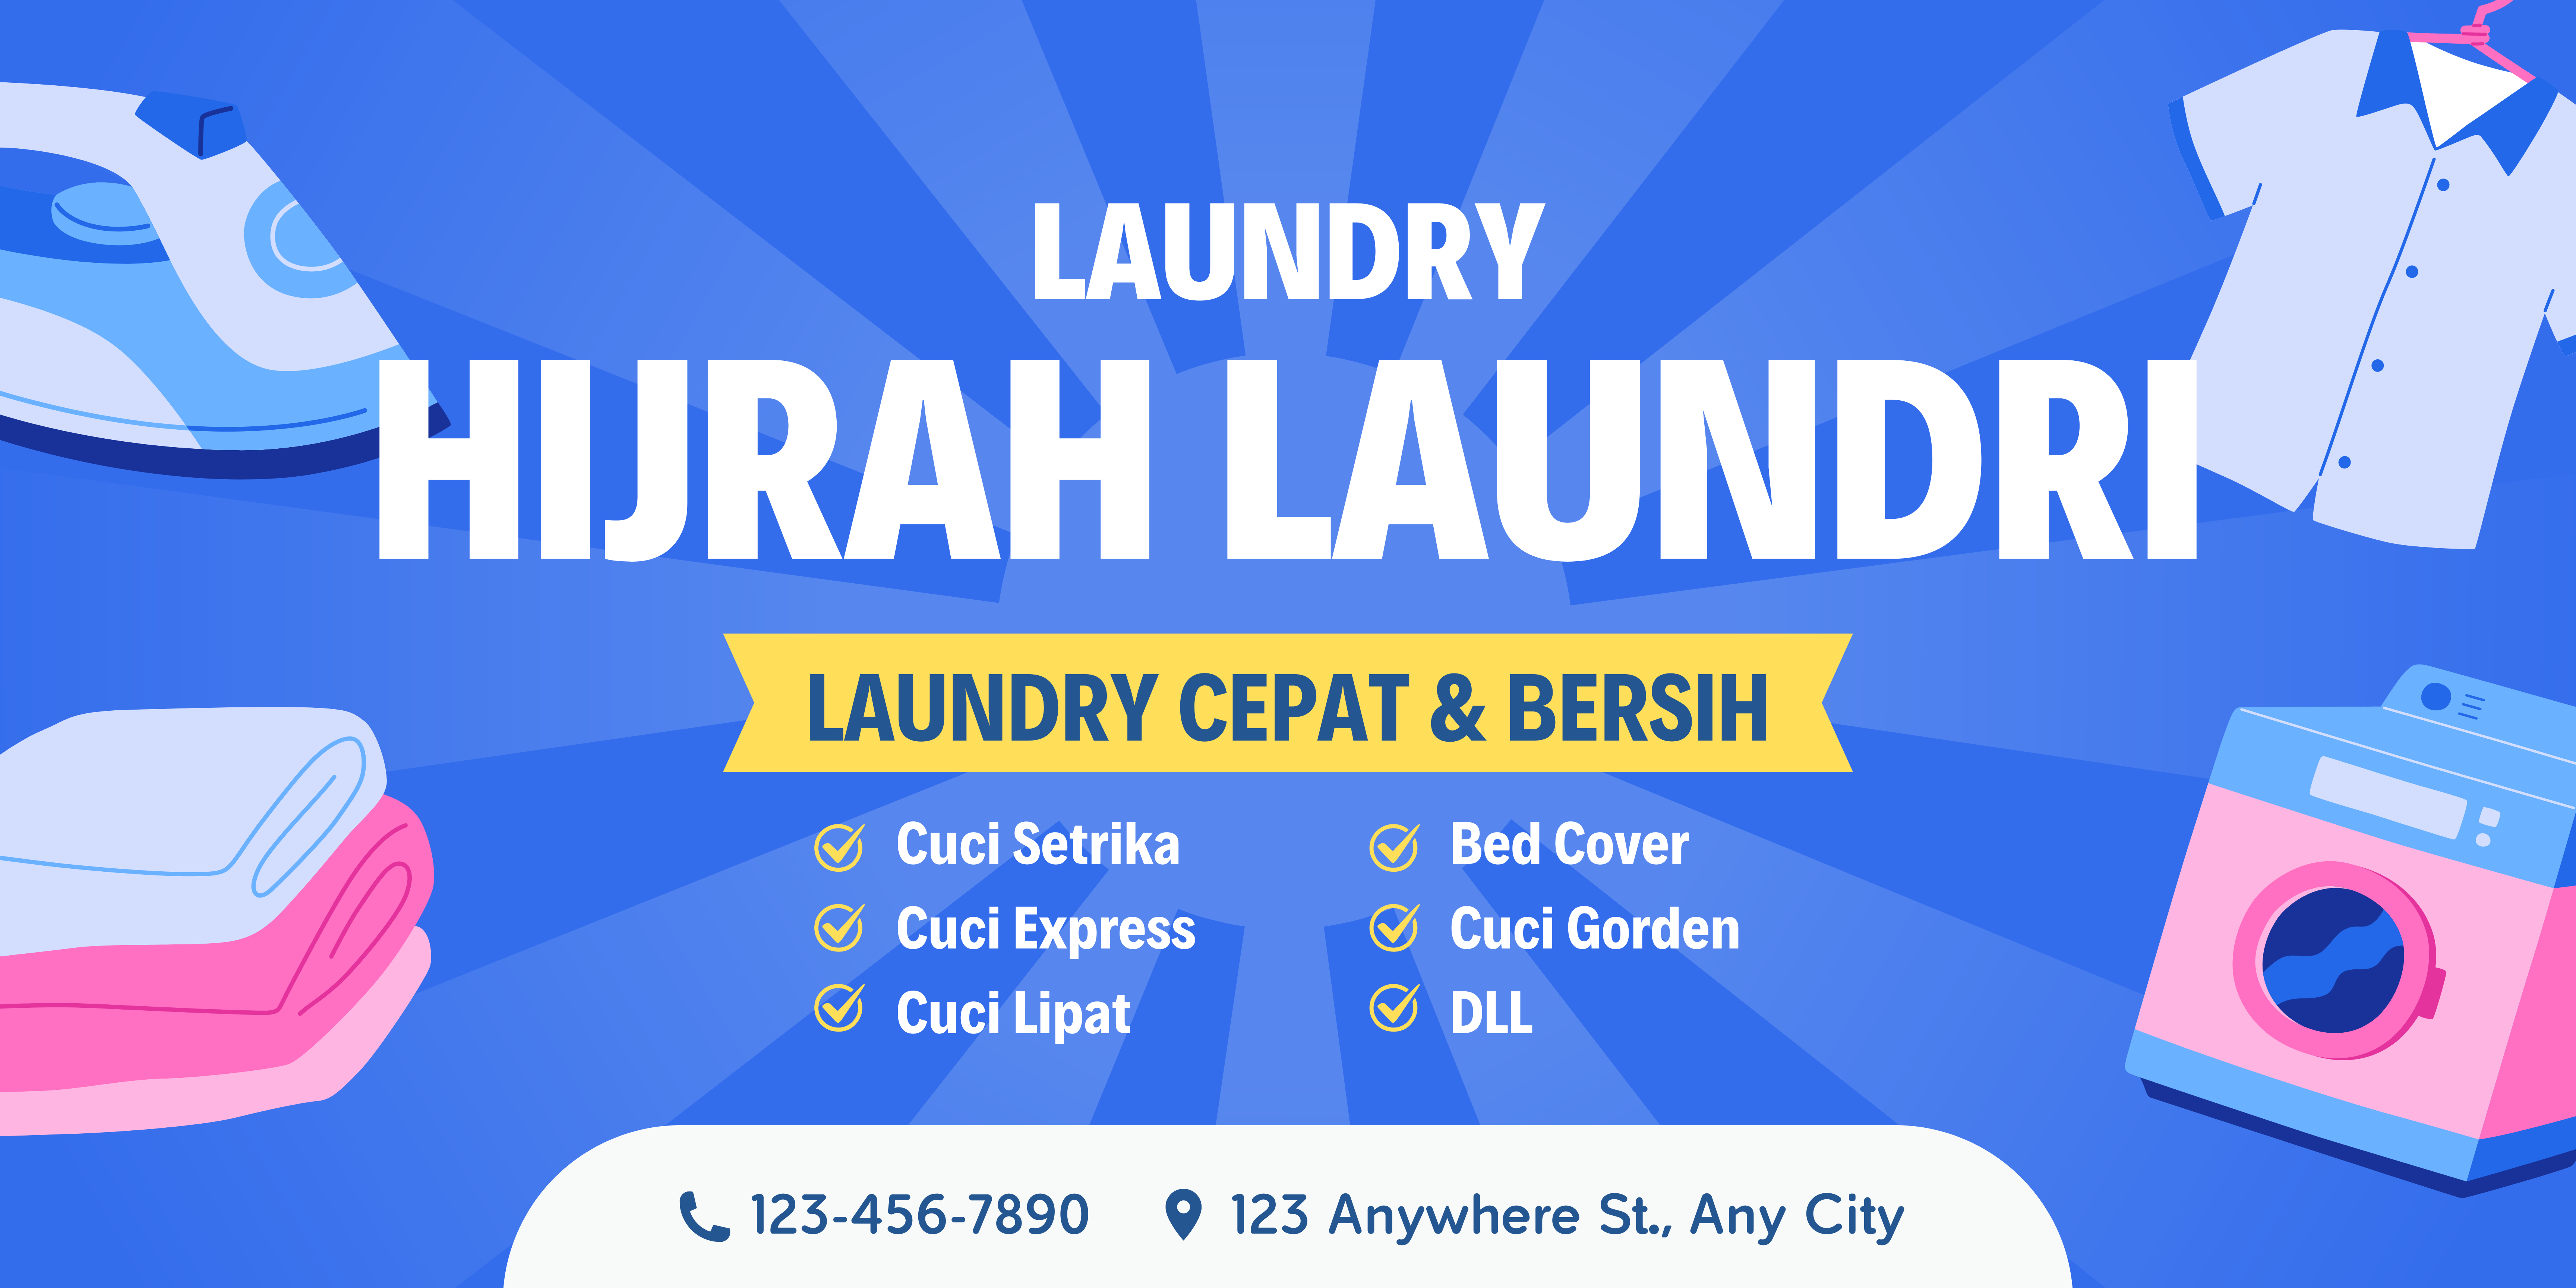 LAUNDRY
HIJRAH LAUNDRI
LAUNDRY CEPAT & BERSIH
Cuci Setrika
Cuci Express
Cuci Lipat
Bed Cover
Cuci Gorden
DLL
123-456-7890
123 Anywhere St., Any City